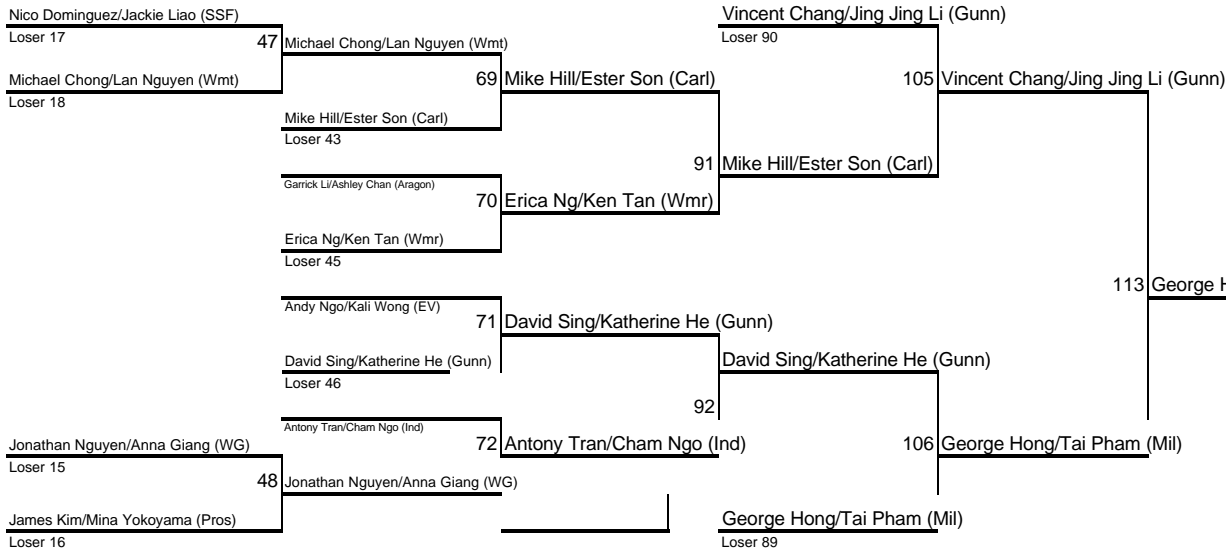 Nico Dominguez/Jackie Liao (SSF)
Loser 17
47
Michael Chong/Lan Nguyen (Wmt)
Michael Chong/Lan Nguyen (Wmt)
Loser 18
69
Mike Hill/Ester Son (Carl)
Mike Hill/Ester Son (Carl)
Loser 43
91
Mike Hill/Ester Son (Carl)
Garrick Li/Ashley Chan (Aragon)
70
Erica Ng/Ken Tan (Wmr)
Erica Ng/Ken Tan (Wmr)
Loser 45
Vincent Chang/Jing Jing Li (Gunn)
Loser 90
105
Vincent Chang/Jing Jing Li (Gunn)
113
George H
Andy Ngo/Kali Wong (EV)
71
David Sing/Katherine He (Gunn)
David Sing/Katherine He (Gunn)
Loser 46
David Sing/Katherine He (Gunn)
92
Antony Tran/Cham Ngo (Ind)
72
Antony Tran/Cham Ngo (Ind)
106
George Hong/Tai Pham (Mil)
Jonathan Nguyen/Anna Giang (WG)
Loser 15
48
Jonathan Nguyen/Anna Giang (WG)
James Kim/Mina Yokoyama (Pros)
Loser 16
George Hong/Tai Pham (Mil)
Loser 89